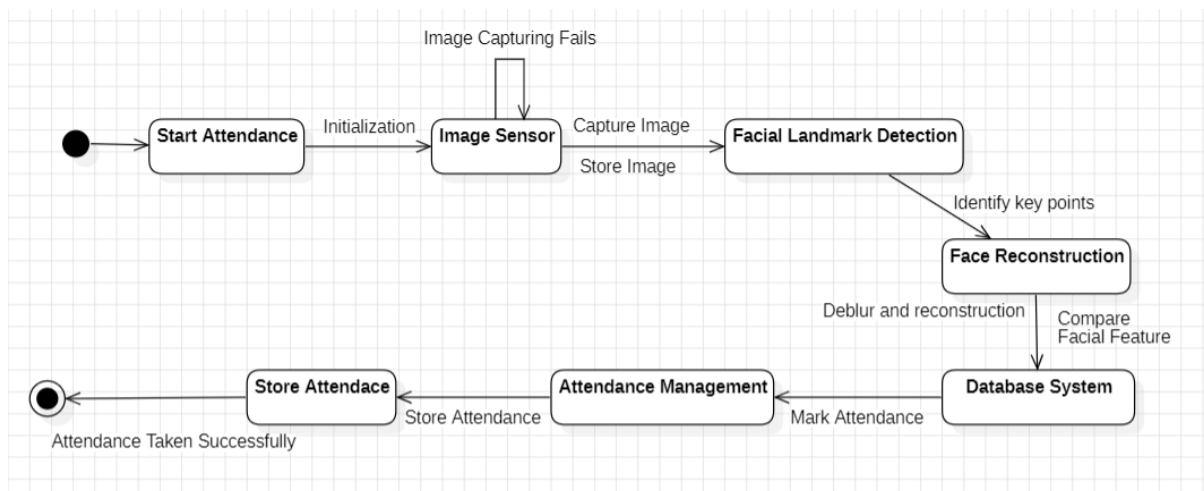 Image Capturing Fails
Start Attendance
Initialization
Image Sensor
Capture Image
Store Image
Facial Landmark Detection
Identify key points
Face Reconstruction
Deblur and reconstruction
Compare
Facial Feature
Database System
Mark Attendance
Attendance Management
Store Attendance
Store Attendace
Attendance Taken Successfully